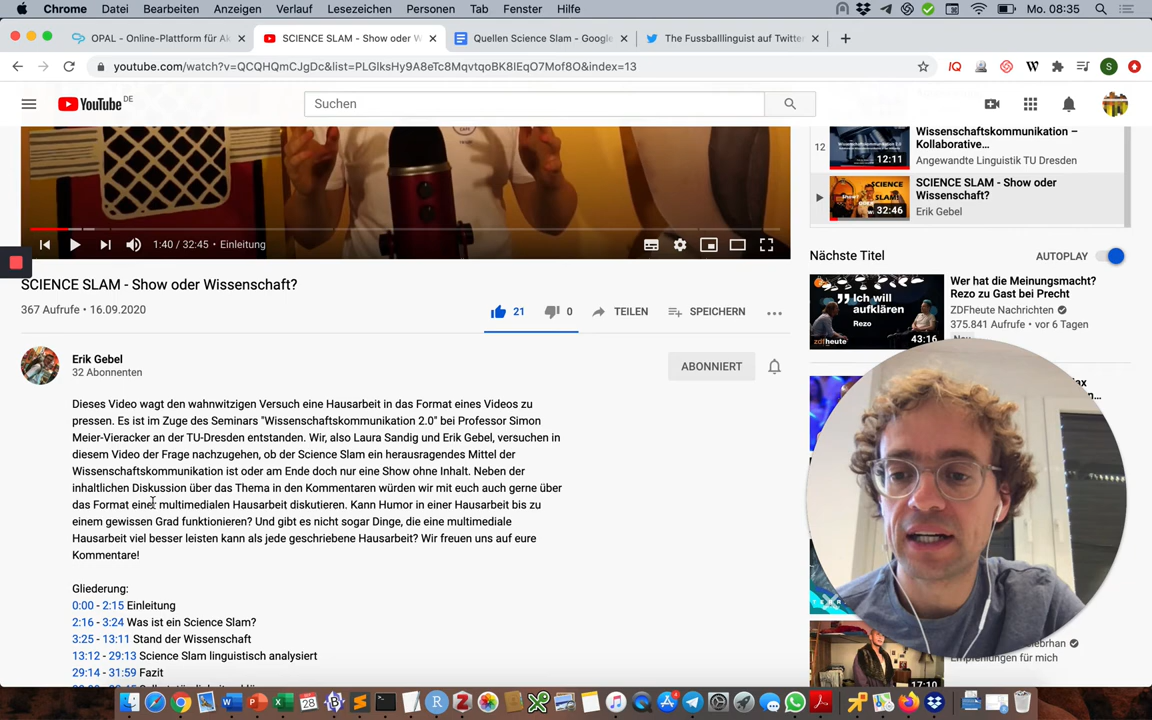 Chrome Datei Bearbeiten Anzeigen Verlauf Lesezeichen Personen Tab Fenster Hilfe Mo. 08:35
OPAL - Online-Plattform für Ak
SCIENCE SLAM - Show oder W
Quellen Science Slam - Google
The Fussballlinguist auf Twitter
youtube.com/watch?v=QCQHQmCJgDc&list=PLGlksHy9A8eTc8MqvtqoBK8IEqO7Mof8O&index=13
YouTube DE
Suchen
12
12:11
Wissenschaftskommunikation –
Kollaborative...
Angewandte Linguistik TU Dresden
SCIENCE
SLAM!
32:46
SCIENCE SLAM - Show oder
Wissenschaft?
Erik Gebel
1:40 / 32:45 • Einleitung
Nächste Titel
AUTOPLAY
SCIENCE SLAM - Show oder Wissenschaft?
367 Aufrufe • 16.09.2020
21
0
TEILEN
SPEICHERN
"Ich will
aufklären
Rezo
zdfheute
43:16
Wer hat die Meinungsmacht?
Rezo zu Gast bei Precht
ZDFheute Nachrichten
375.841 Aufrufe • vor 6 Tagen
Neu
Erik Gebel
32 Abonnenten
ABONNIERT
Dieses Video wagt den wahnwitzigen Versuch eine Hausarbeit in das Format eines Videos zu
pressen. Es ist im Zuge des Seminars "Wissenschaftskommunikation 2.0" bei Professor Simon
Meier-Vieracker an der TU-Dresden entstanden. Wir, also Laura Sandig und Erik Gebel, versuchen in
diesem Video der Frage nachzugehen, ob der Science Slam ein herausragendes Mittel der
Wissenschaftskommunikation ist oder am Ende doch nur eine Show ohne Inhalt. Neben der
inhaltlichen Diskussion über das Thema in den Kommentaren würden wir mit euch auch gerne über
das Format einer multimedialen Hausarbeit diskutieren. Kann Humor in einer Hausarbeit bis zu
einem gewissen Grad funktionieren? Und gibt es nicht sogar Dinge, die eine multimediale
Hausarbeit viel besser leisten kann als jede geschriebene Hausarbeit? Wir freuen uns auf eure
Kommentare!
Gliederung:
0:00 - 2:15 Einleitung
2:16 - 3:24 Was ist ein Science Slam?
3:25 - 13:11 Stand der Wissenschaft
13:12 - 29:13 Science Slam linguistisch analysiert
29:14 - 31:59 Fazit
Empfehlungen für mich
17:10